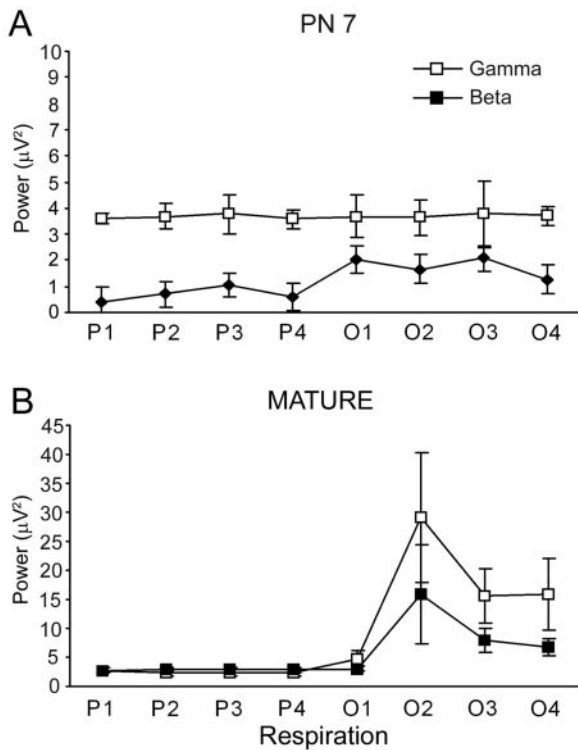 A
PN 7
10
9
8
7
6
5
4
3
2
1
0
Power (µV²)
Gamma
Beta
P1 P2 P3 P4 O1 O2 O3 O4
B
MATURE
45
40
35
30
25
20
15
10
5
0
Power (µV²)
P1 P2 P3 P4 O1 O2 O3 O4
Respiration